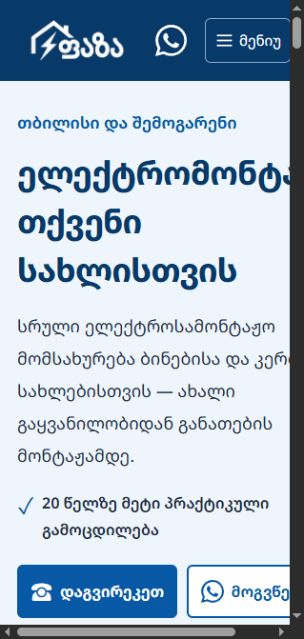 ფაზა
მენიუ
თბილისი და შემოგარენი
ელექტრომონტა
თქვენი
სახლისთვის
სრული ელექტროსამონტაჟო
მომსახურება ბინებისა და კერ
სახლებისთვის — ახალი
გაყვანილობიდან განათების
მონტაჟამდე.
20 წელზე მეტი პრაქტიკული
გამოცდილება
დაგვირეკეთ
მოგვწე